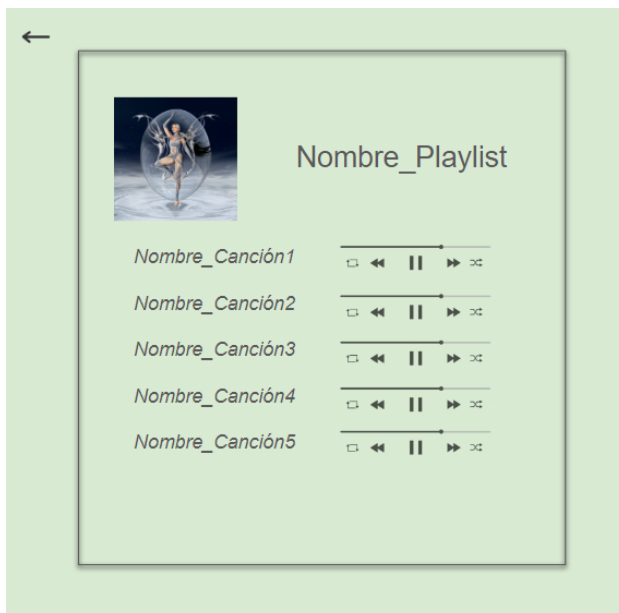 Nombre_Playlist
Nombre_Canción1
Nombre_Canción2
Nombre_Canción3
Nombre_Canción4
Nombre_Canción5